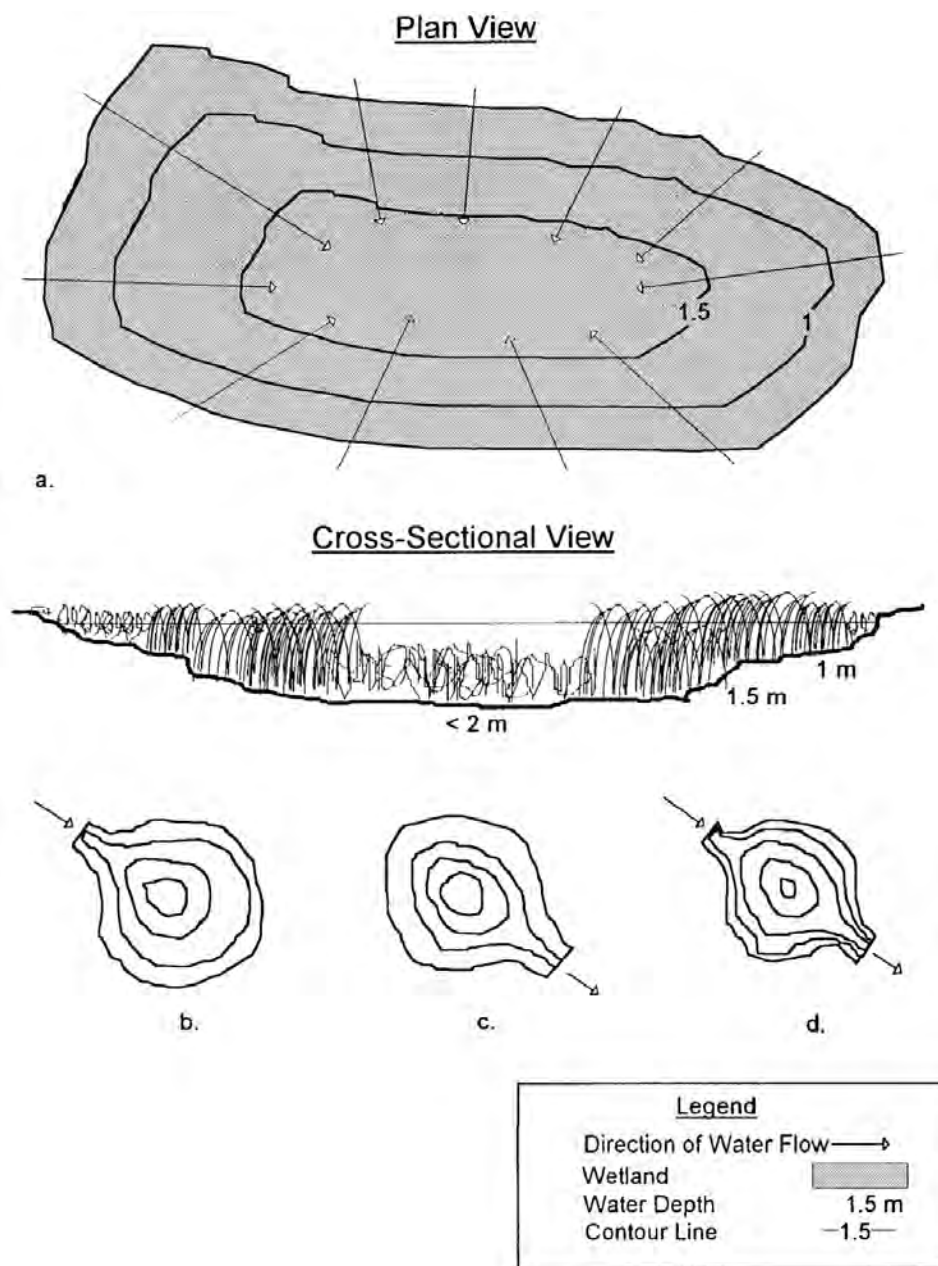 Plan View
1.5
1
a.
Cross-Sectional View
1 m
1.5 m
< 2 m
b.
c.
d.
Legend
Direction of Water Flow
Wetland
Water Depth 1.5 m
Contour Line 1.5